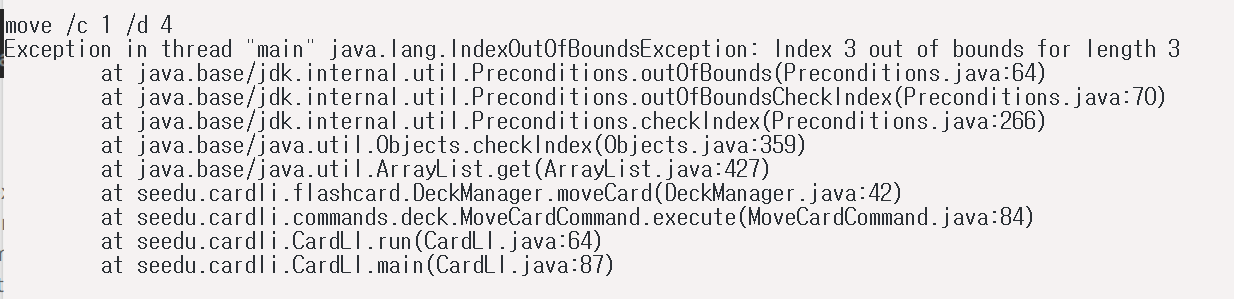 move /c 1 /d 4
Exception in thread "main" java.lang.IndexOutOfBoundsException: Index 3 out of bounds for length 3
at java.base/jdk.internal.util.Preconditions.outOfBounds(Preconditions.java:64)
at java.base/jdk.internal.util.Preconditions.outOfBoundsCheckIndex(Preconditions.java:70)
at java.base/jdk.internal.util.Preconditions.checkIndex(Preconditions.java:266)
at java.base/java.util.Objects.checkIndex(Objects.java:359)
at java.base/java.util.ArrayList.get(ArrayList.java:427)
at seedu.cardli.flashcard.DeckManager.moveCard(DeckManager.java:42)
at seedu.cardli.commands.deck.MoveCardCommand.execute(MoveCardCommand.java:84)
at seedu.cardli.CardLI.run(CardLI.java:64)
at seedu.cardli.CardLI.main(CardLI.java:87)